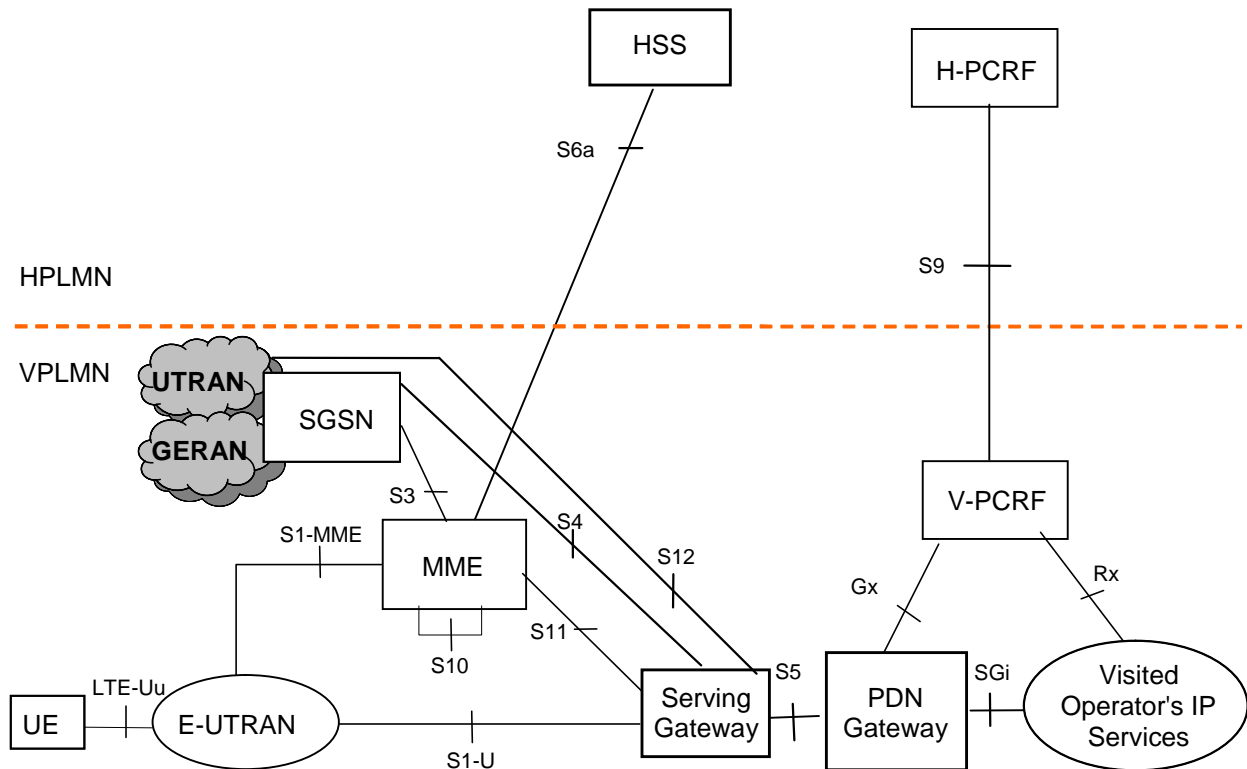 HSS
H-PCRF
S6a
S9
HPLMN
VPLMN
UTRAN
SGSN
GERAN
V-PCRF
S3
S4
S1-MME
S12
MME
Gx
Rx
S11
S10
S5
SGi
LTE-Uu
UE
E-UTRAN
S1-U
Serving
Gateway
PDN
Gateway
Visited
Operator's IP
Services